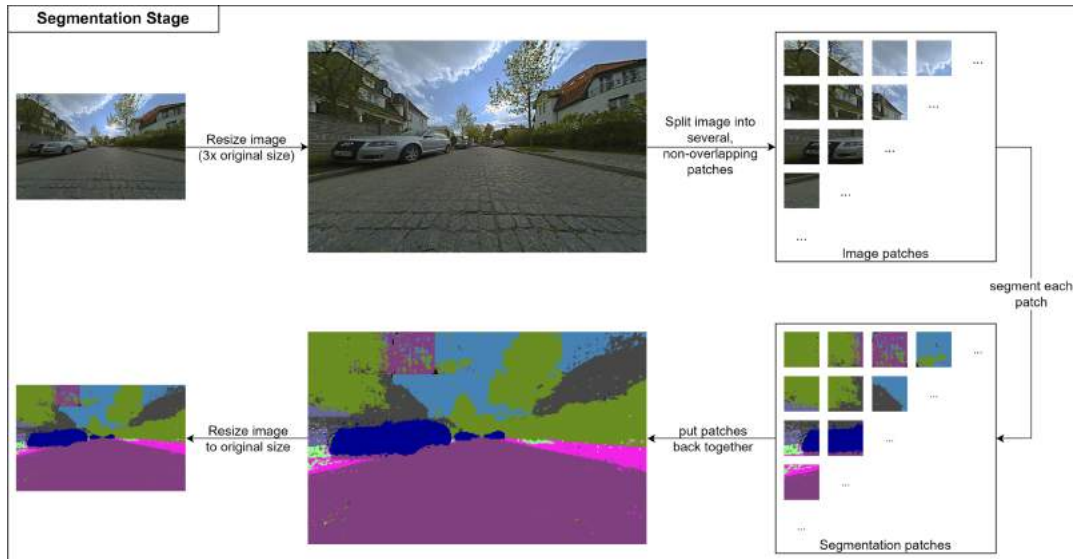 Segmentation Stage
Resize image
(3x original size)
Split image into
several,
non-overlapping
patches
...
...
...
...
...
Image patches
segment each
patch
...
...
...
...
...
Segmentation patches
put patches
back together
Resize image
to original size